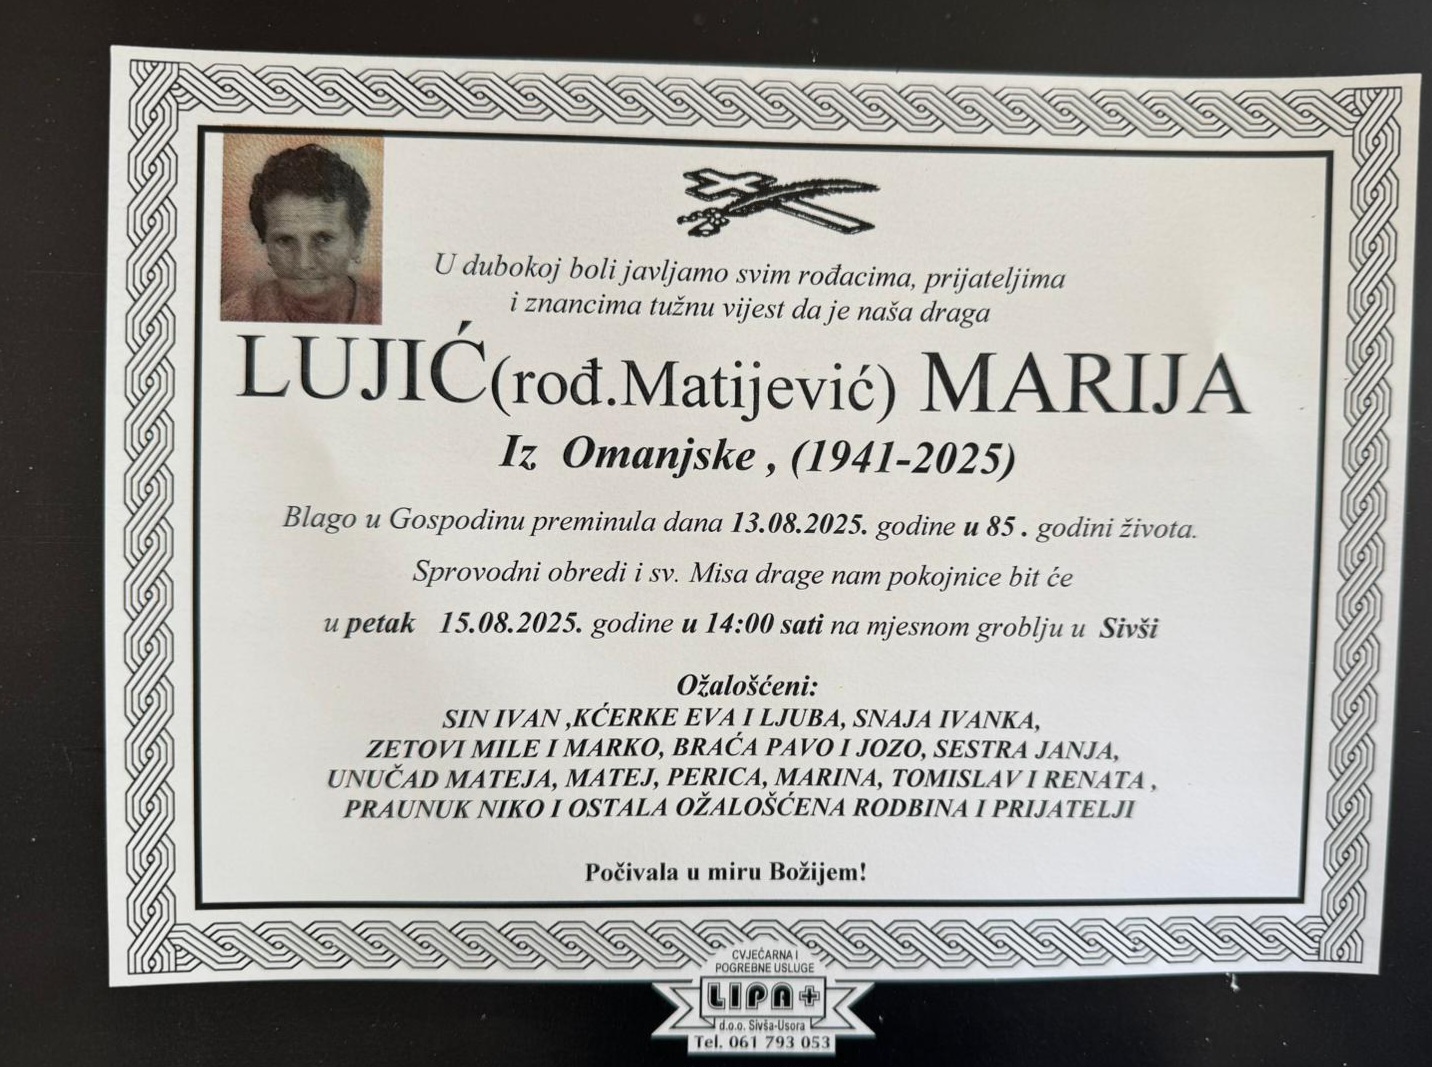 U dubokoj boli javljamo svim rođacima, prijateljima
i znancima tužnu vijest da je naša draga
LUJIĆ(rođ.Matijević) MARIJA
Iz Omanjske , (1941-2025)
Blago u Gospodinu preminula dana 13.08.2025. godine u 85 . godini života.
Sprovodni obredi i sv. Misa drage nam pokojnice bit će
u petak 15.08.2025. godine u 14:00 sati na mjesnom groblju u Sivši
Ožalošćeni:
SIN IVAN ,KĆERKE EVA I LJUBA, SNAJA IVANKA,
ZETOVI MILE I MARKO, BRAĆA PAVO I JOZO, SESTRA JANJA,
UNUČAD MATEJA, MATEJ, PERICA, MARINA, TOMISLAV I RENATA ,
PRAUNUK NIKO I OSTALA OŽALOŠĆENA RODBINA I PRIJATELJI
Počivala u miru Božijem!
CVJEĆARNA I
POGREBNE USLUGE
LIPA+
d.o.o. Sivša-Usora
Tel. 061 793 053